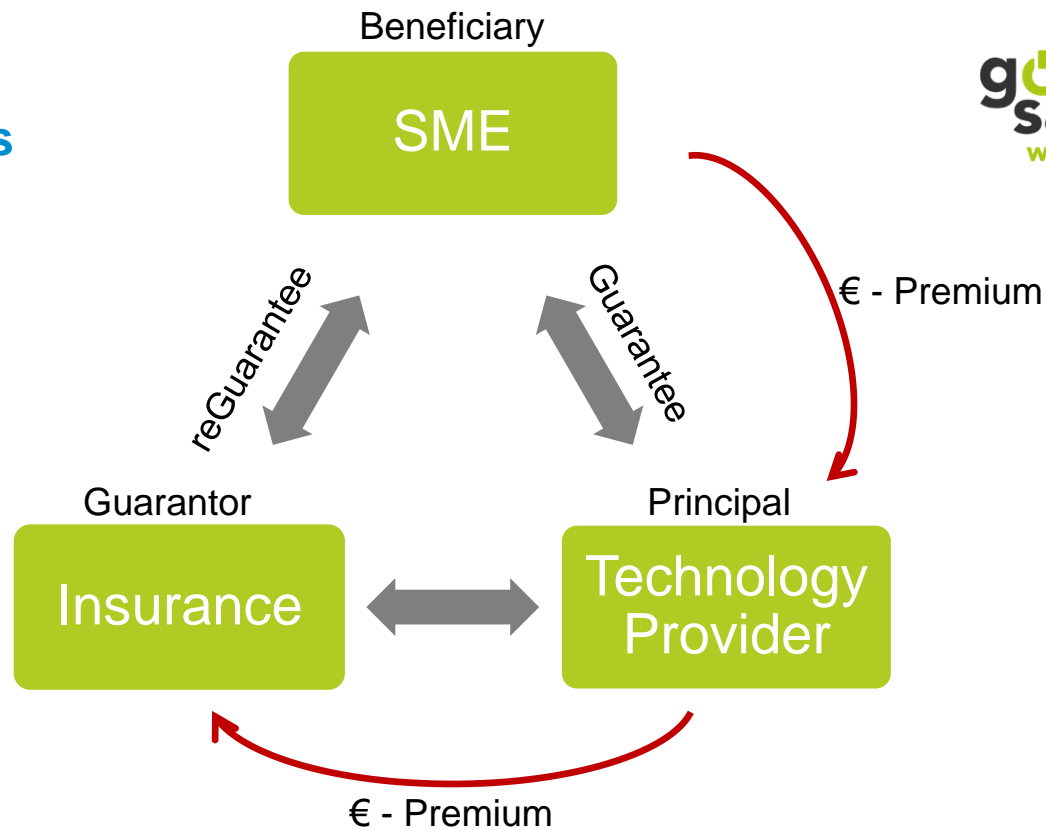 Beneficiary
SME
€ - Premium
reGuarantee
Guarantee
Guarantor
Principal
Insurance
Technology
Provider
€ - Premium